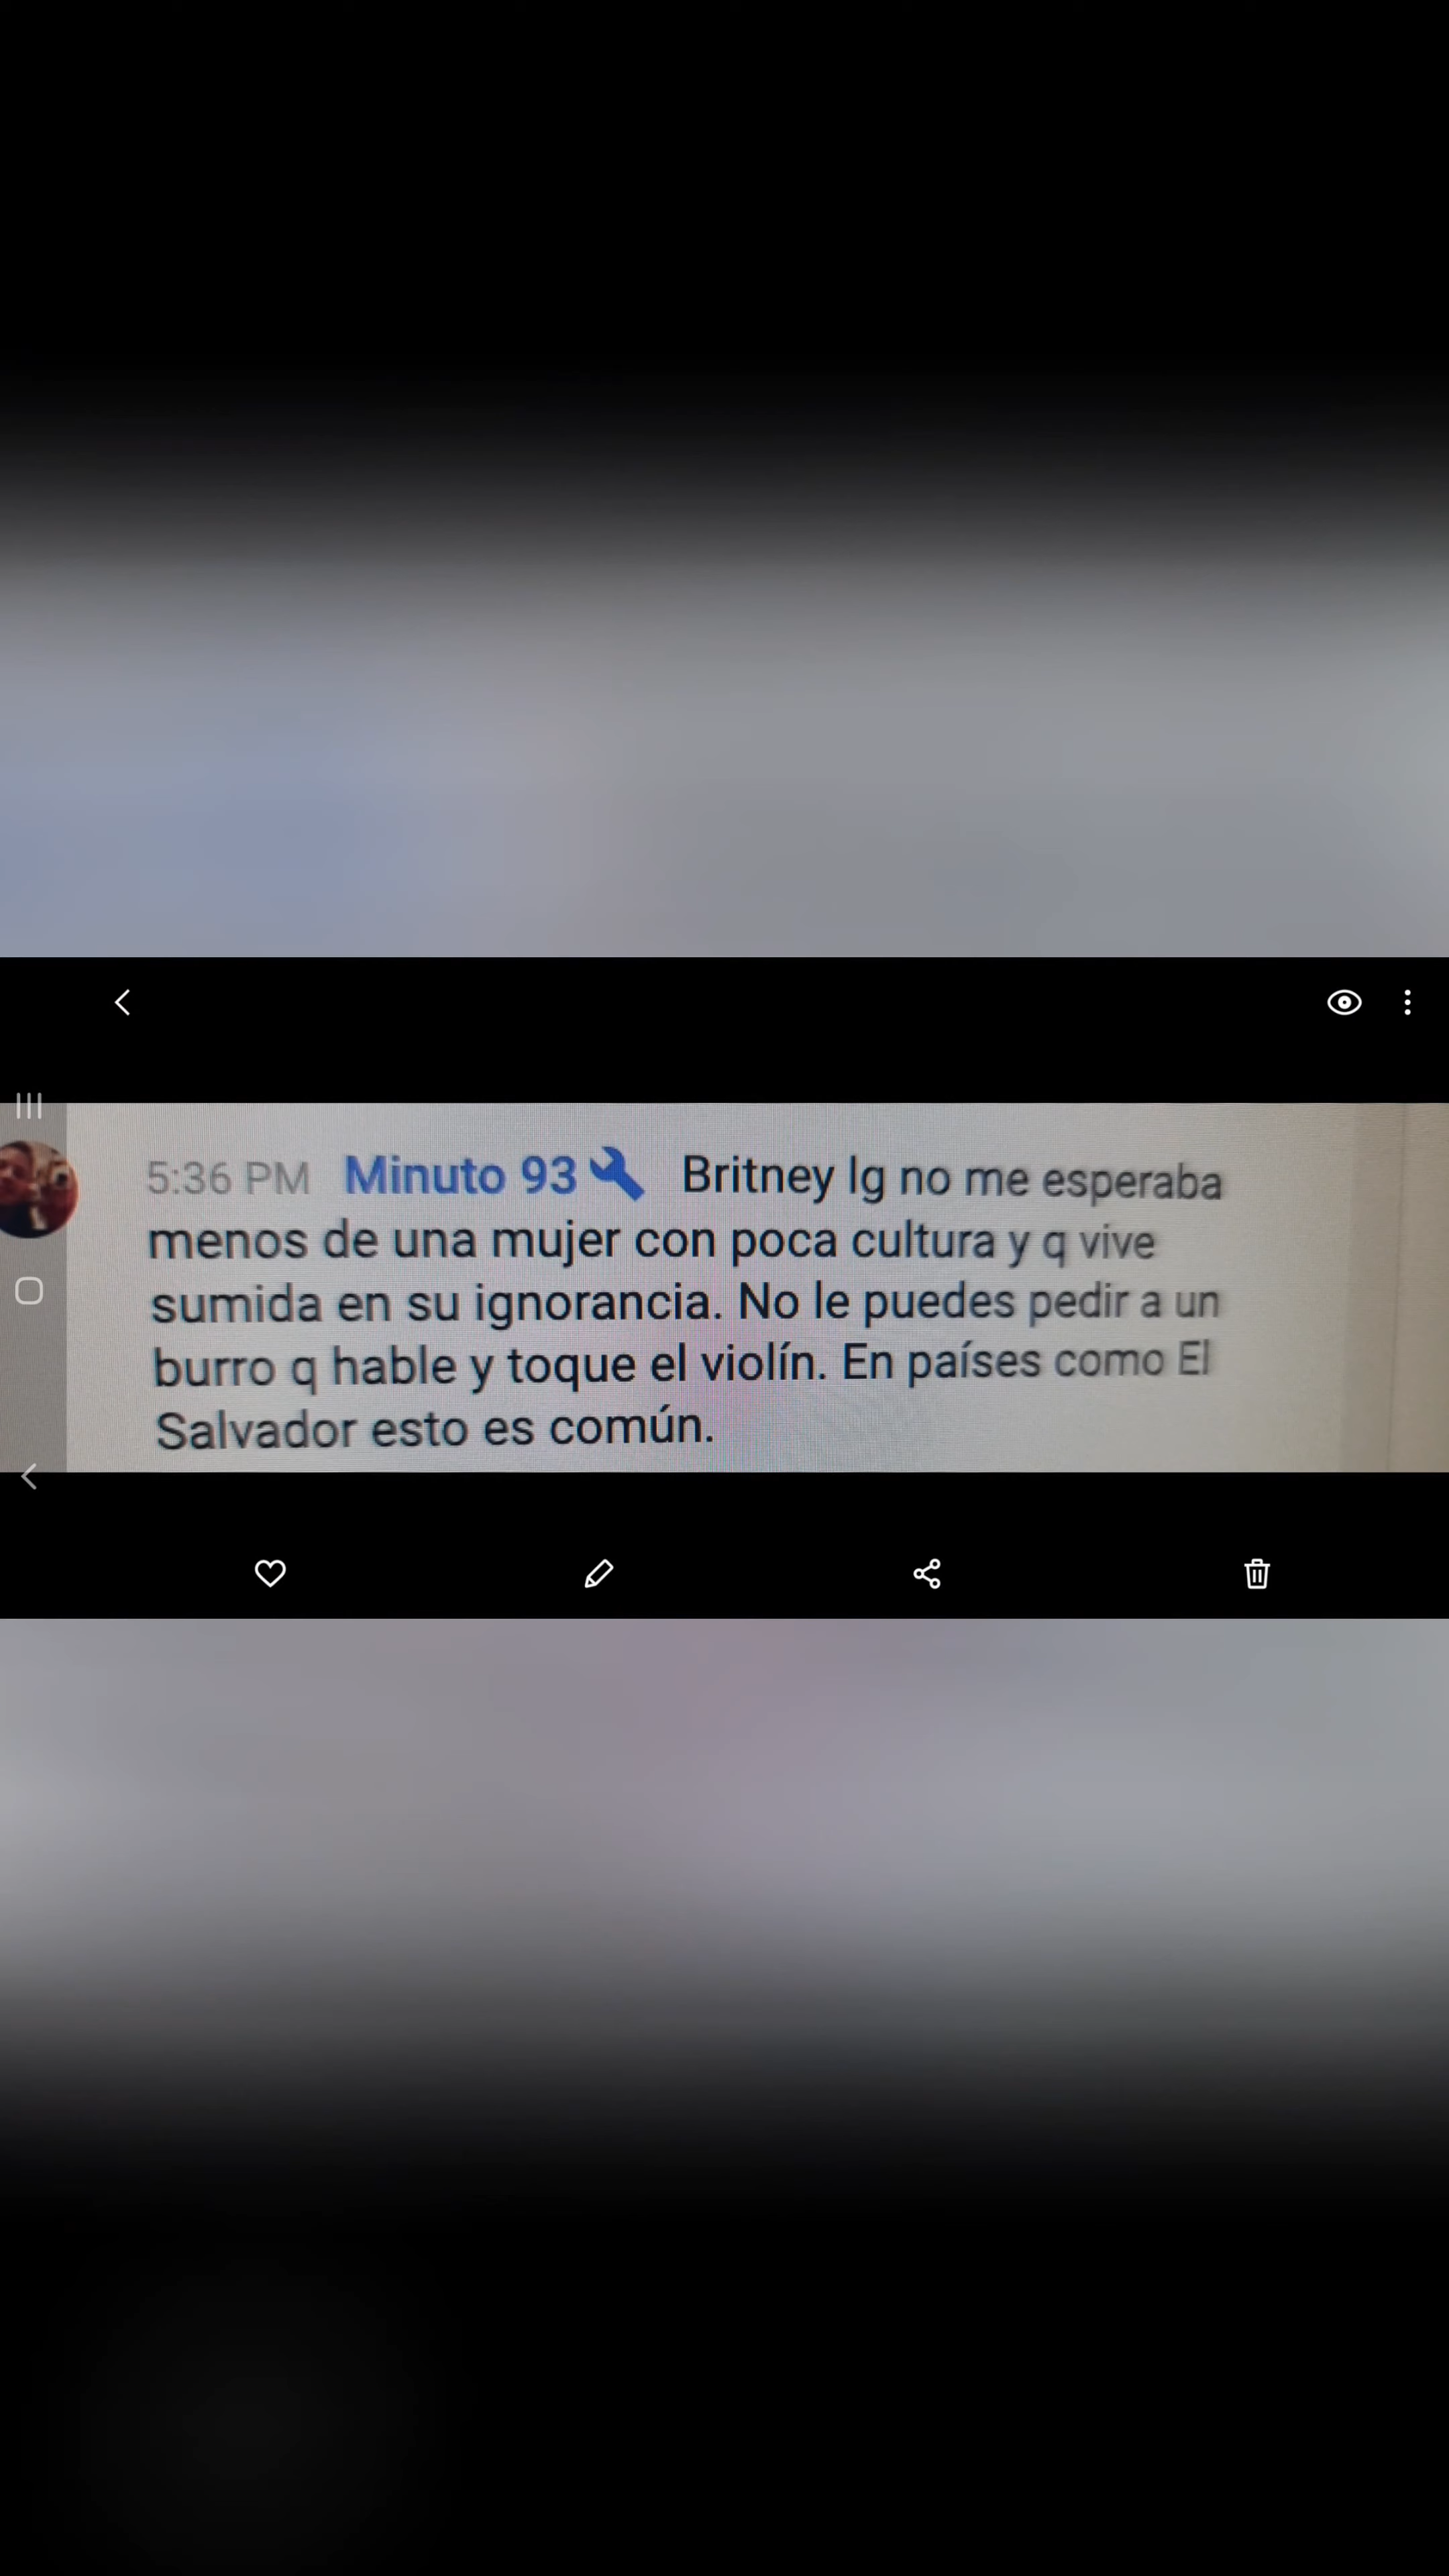 5:36 PM Minuto 93 Britney lg no me esperaba
menos de una mujer con poca cultura y q vive
sumida en su ignorancia. No le puedes pedir a un
burro q hable y toque el violín. En países como El
Salvador esto es común.